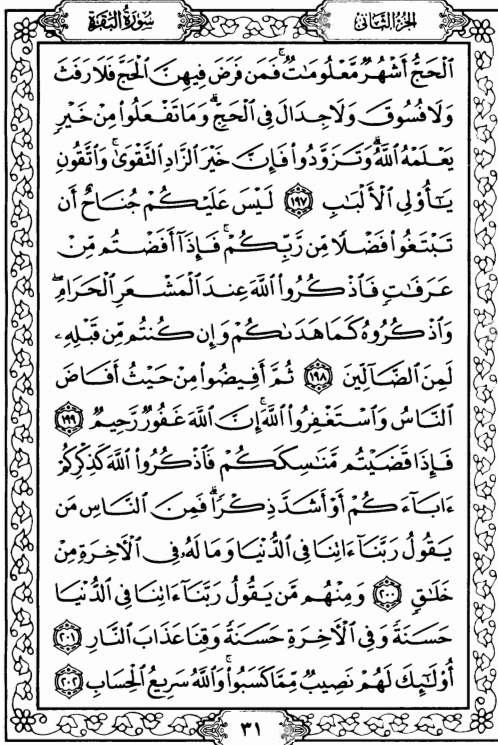 الجزء الثاني
سورة البقرة
ٱلۡحَجُّ أَشۡهُرٞ مَّعۡلُومَٰتٞۚ فَمَن فَرَضَ فِيهِنَّ ٱلۡحَجَّ فَلَا رَفَثَ
وَلَا فُسُوقَ وَلَا جِدَالَ فِي ٱلۡحَجِّۗ وَمَا تَفۡعَلُواْ مِنۡ خَيۡرٖ
يَعۡلَمۡهُ ٱللَّهُۗ وَتَزَوَّدُواْ فَإِنَّ خَيۡرَ ٱلزَّادِ ٱلتَّقۡوَىٰۖ وَٱتَّقُونِ
يَٰٓأُوْلِي ٱلۡأَلۡبَٰبِ ١٩٧ لَيۡسَ عَلَيۡكُمۡ جُنَاحٌ أَن
تَبۡتَغُواْ فَضۡلٗا مِّن رَّبِّكُمۡۚ فَإِذَآ أَفَضۡتُم مِّنۡ
عَرَفَٰتٖ فَٱذۡكُرُواْ ٱللَّهَ عِندَ ٱلۡمَشۡعَرِ ٱلۡحَرَامِۖ
وَٱذۡكُرُوهُ كَمَا هَدَىٰكُمۡ وَإِن كُنتُم مِّن قَبۡلِهِۦ
لَمِنَ ٱلضَّآلِّينَ ١٩٨ ثُمَّ أَفِيضُواْ مِنۡ حَيۡثُ أَفَاضَ
ٱلنَّاسُ وَٱسۡتَغۡفِرُواْ ٱللَّهَۚ إِنَّ ٱللَّهَ غَفُورٞ رَّحِيمٞ ١٩٩
فَإِذَا قَضَيۡتُم مَّنَٰسِكَكُمۡ فَٱذۡكُرُواْ ٱللَّهَ كَذِكۡرِكُمۡ
ءَابَآءَكُمۡ أَوۡ أَشَدَّ ذِكۡرٗاۗ فَمِنَ ٱلنَّاسِ مَن
يَقُولُ رَبَّنَآ ءَاتِنَا فِي ٱلدُّنۡيَا وَمَا لَهُۥ فِي ٱلۡأٓخِرَةِ مِنۡ
خَلَٰقٖ ٢٠٠ وَمِنۡهُم مَّن يَقُولُ رَبَّنَآ ءَاتِنَا فِي ٱلدُّنۡيَا
حَسَنَةٗ وَفِي ٱلۡأٓخِرَةِ حَسَنَةٗ وَقِنَا عَذَابَ ٱلنَّارِ ٢٠١
أُوْلَٰٓئِكَ لَهُمۡ نَصِيبٞ مِّمَّا كَسَبُواْۚ وَٱللَّهُ سَرِيعُ ٱلۡحِسَابِ ٢٠٢
٣١